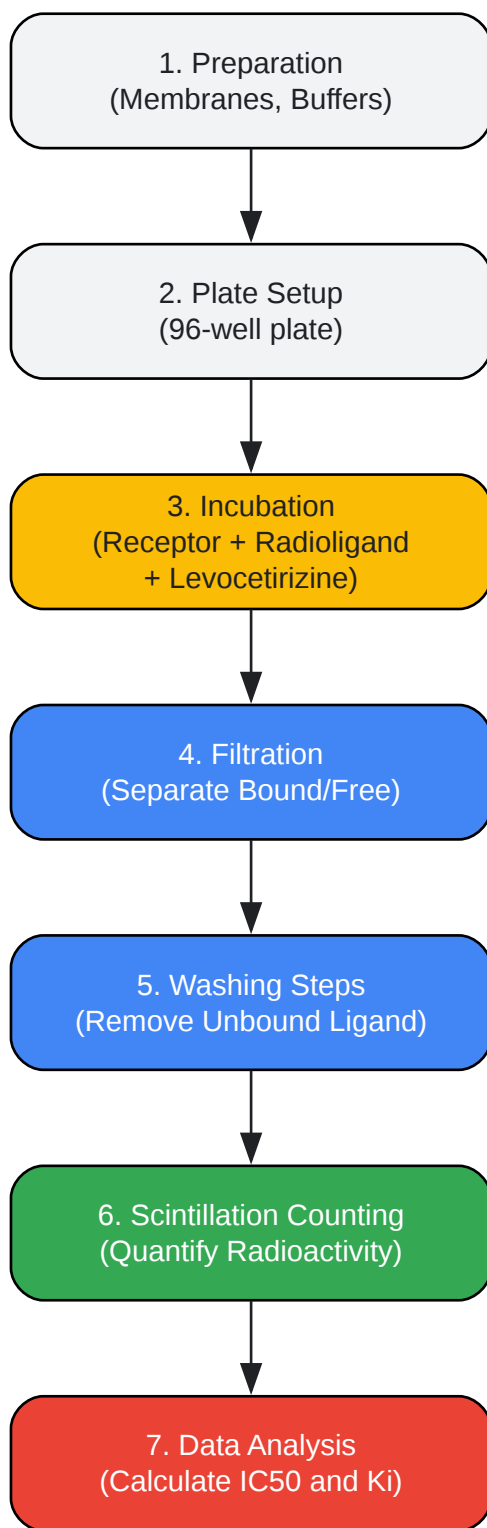 1. Preparation
(Membranes, Buffers)
2. Plate Setup
(96-well plate)
3. Incubation
(Receptor + Radioligand
+ Levocetirizine)
4. Filtration
(Separate Bound/Free)
5. Washing Steps
(Remove Unbound Ligand)
6. Scintillation Counting
(Quantify Radioactivity)
7. Data Analysis
(Calculate IC50 and Ki)